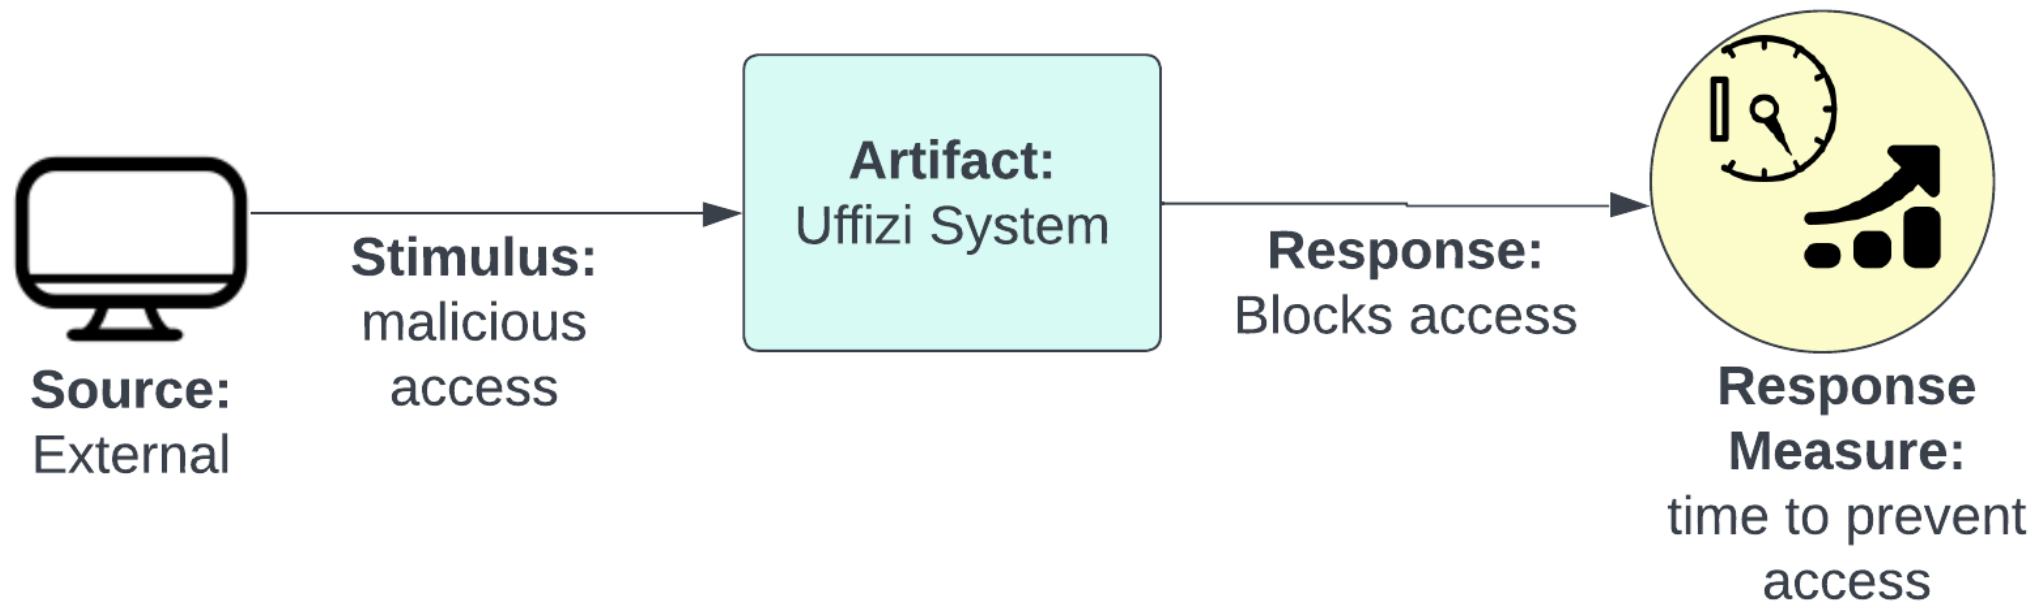 Source:
External
Stimulus:
malicious
access
Artifact:
Uffizi System
Response:
Blocks access
Response
Measure:
time to prevent
access